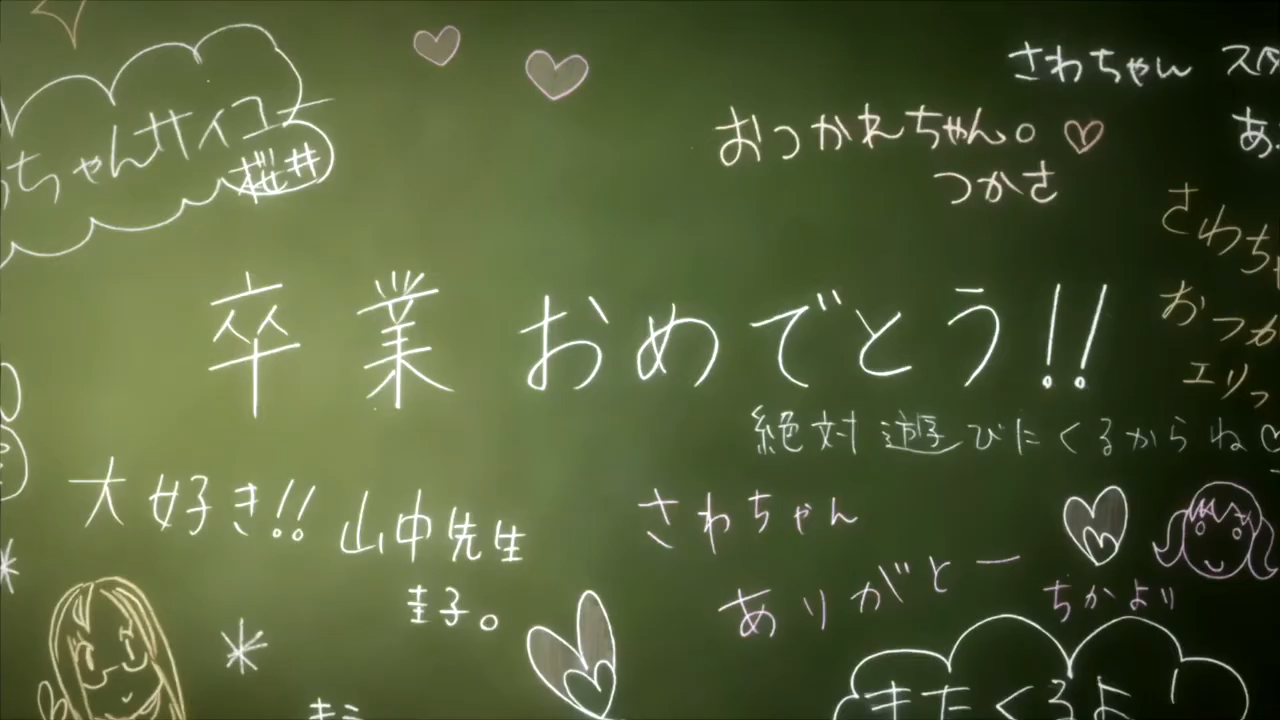 ちゃんサイコー
桜井
さわちゃん
おつかれちゃん。
つかさ
さわち
おつか
エリっ
卒業おめでとう!!
絶対遊びにくるからね
大好き!!
山中先生
圭子。
さわちゃん
ありがとー
ちかより
またくるよ!